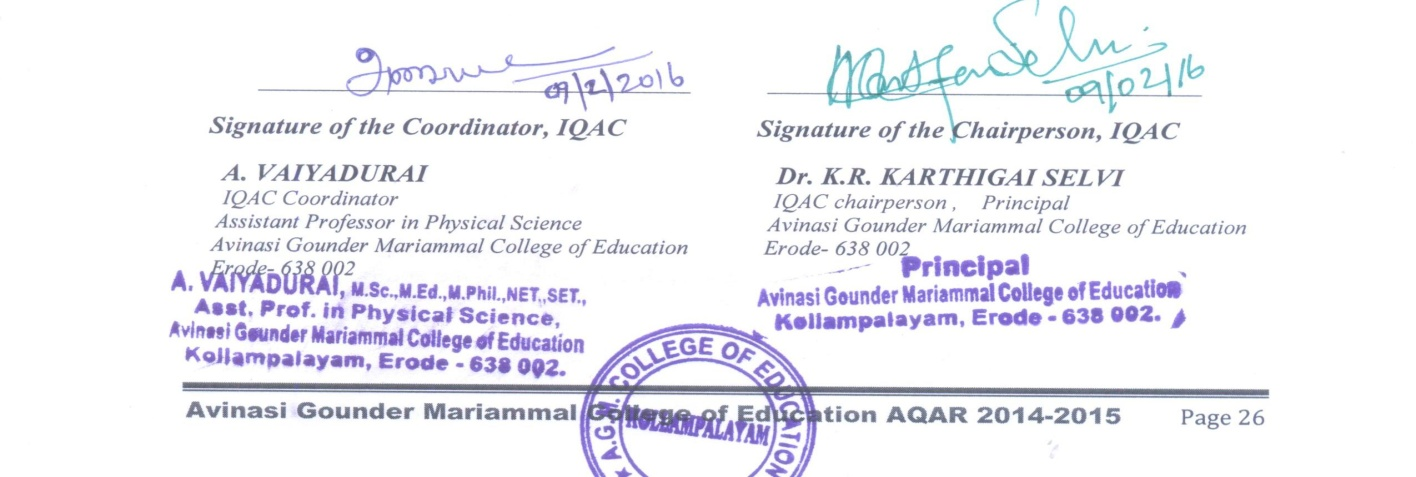 09/2/2016
Signature of the Coordinator, IQAC
A. VAIYADURAI
IQAC Coordinator
Assistant Professor in Physical Science
Avinasi Gounder Mariammal College of Education
Erode- 638 002
A. VAIYADURAI, M.Sc.,M.Ed.,M.Phil.,NET.,SET.,
Asst. Prof. in Physical Science,
Avinasi Gounder Mariammal College of Education
Kollampalayam, Erode - 638 002.
09/02/16
Signature of the Chairperson, IQAC
Dr. K.R. KARTHIGAI SELVI
IQAC chairperson , Principal
Avinasi Gounder Mariammal College of Education
Erode- 638 002
Principal
Avinasi Gounder Mariammal College of Education
Kollampalayam, Erode - 638 002.
A.G.M. COLLEGE OF EDUCATION
KOLLAMPALAYAM
Avinasi Gounder Mariammal College of Education AQAR 2014-2015 Page 26